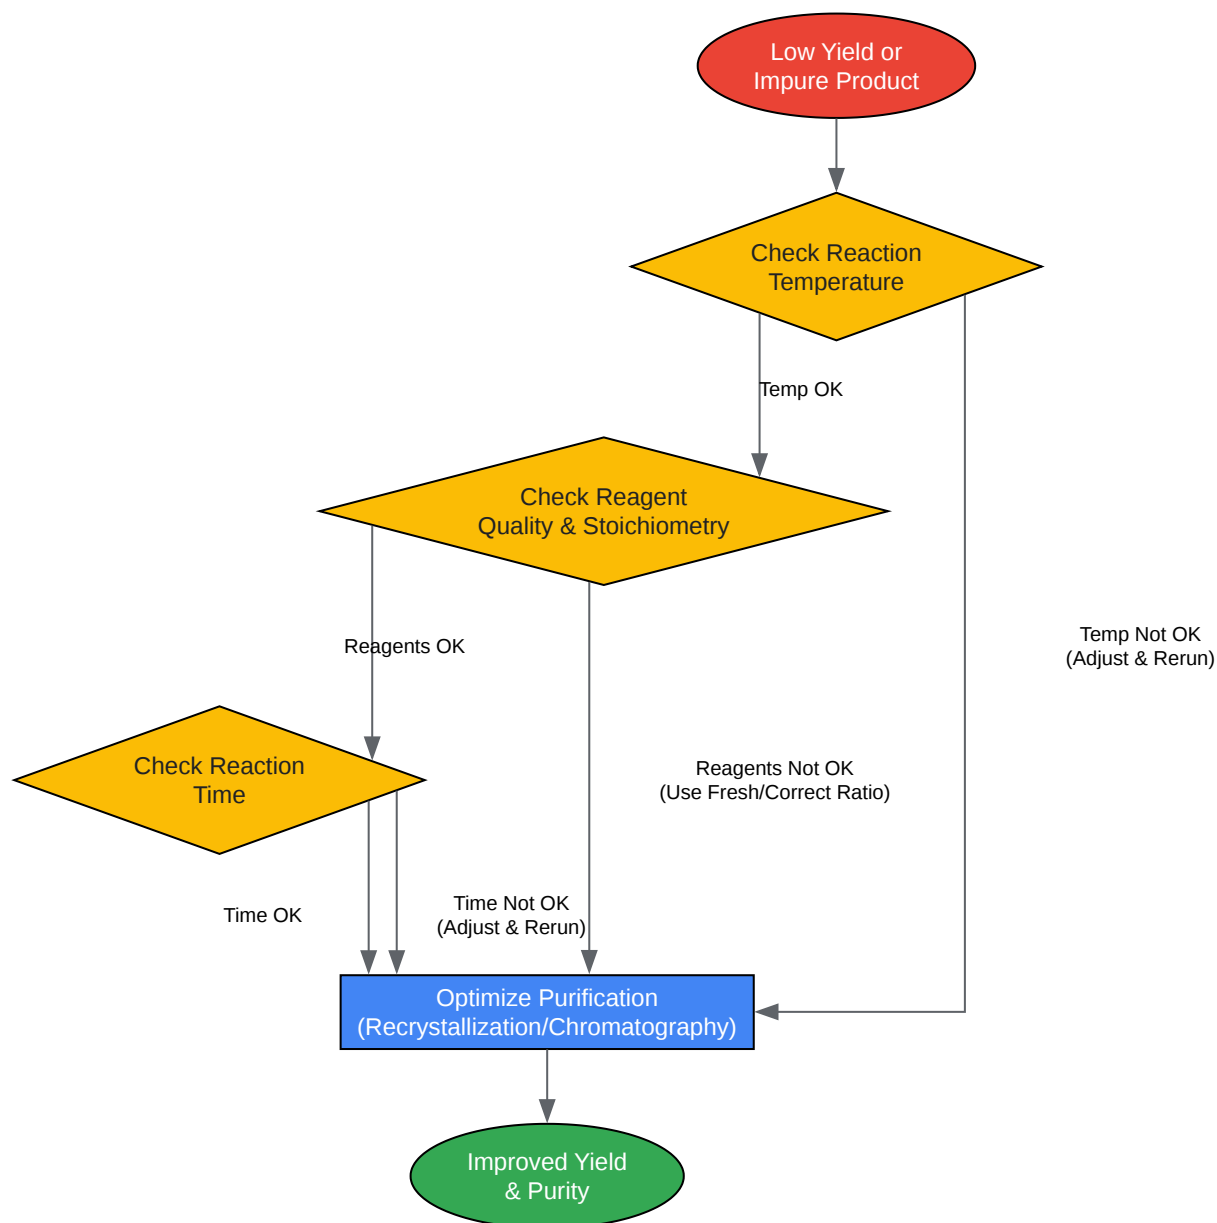 Low Yield or
Impure Product
Check Reaction
Temperature
Temp OK
Check Reagent
Quality & Stoichiometry
Reagents OK
Temp Not OK
(Adjust & Rerun)
Check Reaction
Time
Reagents Not OK
(Use Fresh/Correct Ratio)
Time OK
Time Not OK
(Adjust & Rerun)
Optimize Purification
(Recrystallization/Chromatography)
Improved Yield
& Purity